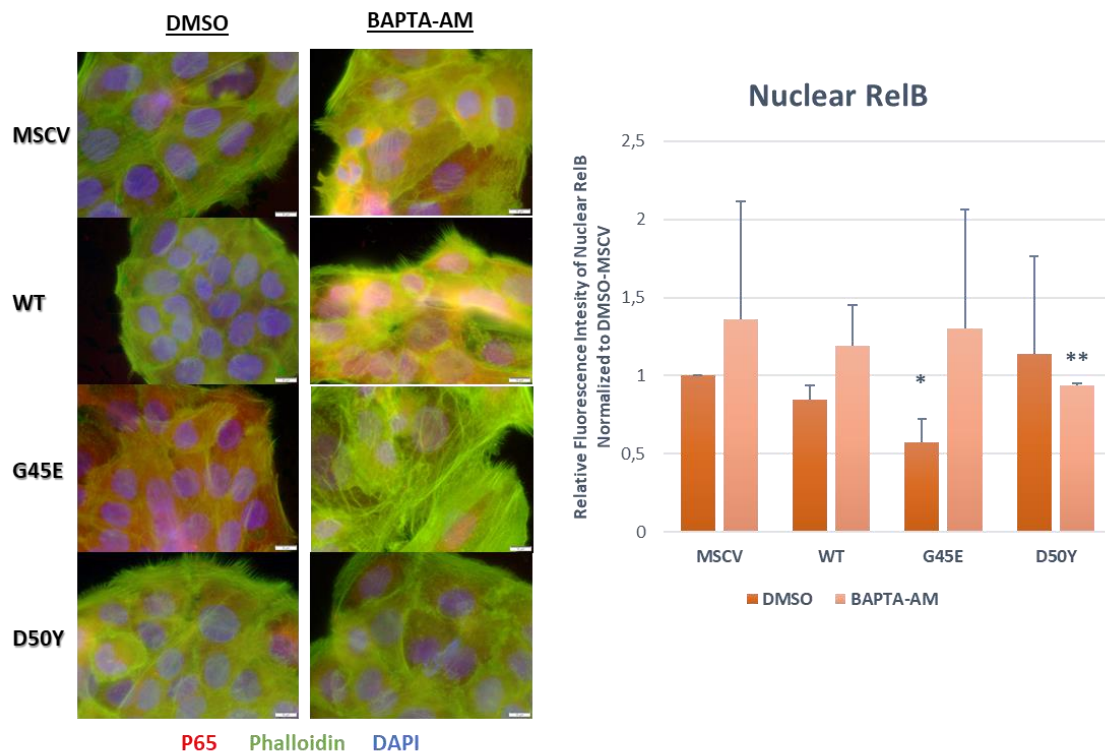 DMSO BAPTA-AM
MSCV
WT
G45E
D50Y
P65 Phalloidin DAPI
Nuclear RelB
Relative Fluorescence Intesity of Nuclear RelB
Normalized to DMSO-MSCV
2,5
2
1,5
1
0,5
0
*
**
MSCV WT G45E D50Y
DMSO BAPTA-AM